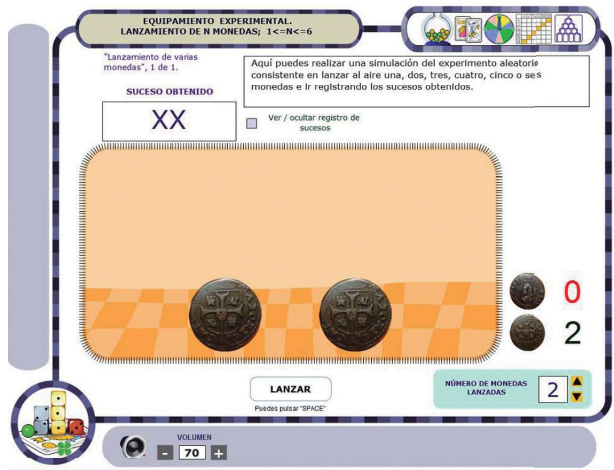 EQUIPAMIENTO EXPERIMENTAL.
LANZAMIENTO DE N MONEDAS; 1<=N<=6
"Lanzamiento de varias
monedas", 1 de 1.
Aquí puedes realizar una simulación del experimento aleatorio
consistente en lanzar al aire una, dos, tres, cuatro, cinco o seis
monedas e ir registrando los sucesos obtenidos.
SUCESO OBTENIDO
XX
Ver / ocultar registro de
sucesos
0
2
LANZAR
Puedes pulsar "SPACE"
NÚMERO DE MONEDAS
LANZADAS
2
VOLUMEN
- 70 +